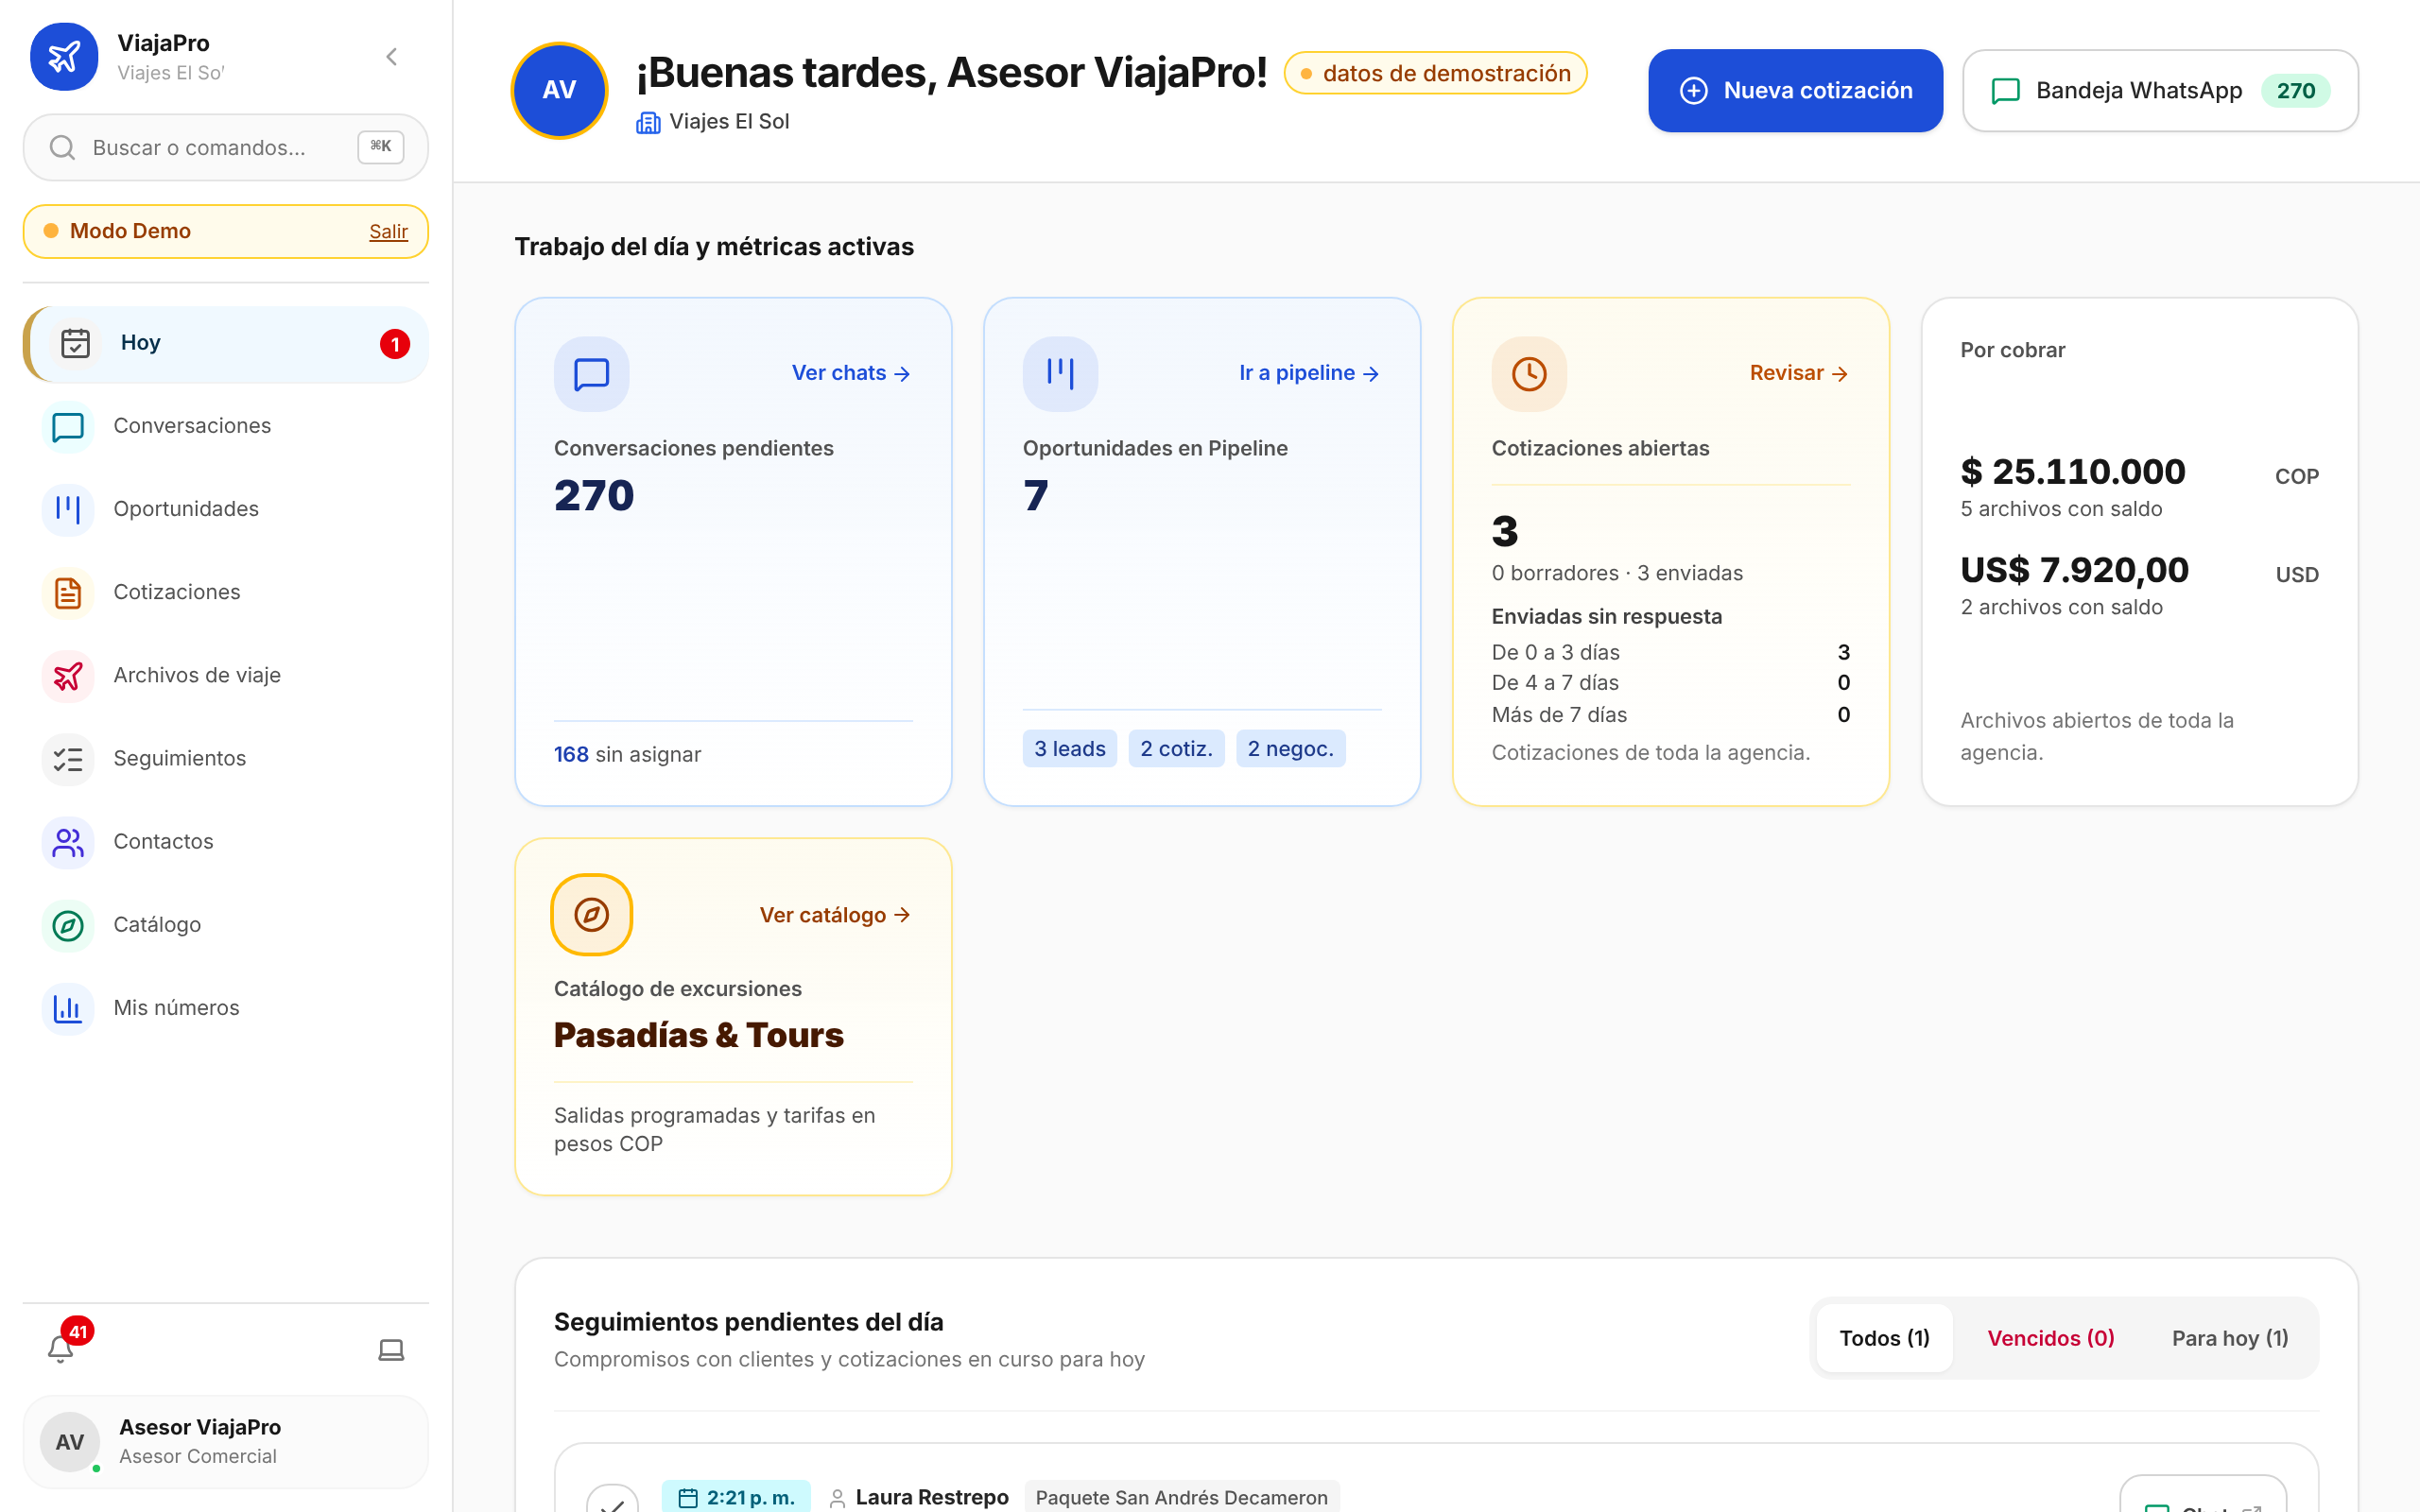 ViajaPro
Viajes El So
Buscar o comandos...
⌘K
Modo Demo
Salir
Hoy
1
Conversaciones
Oportunidades
Cotizaciones
Archivos de viaje
Seguimientos
Contactos
Catálogo
Mis números
41
AV
Asesor ViajaPro
Asesor Comercial
AV
¡Buenas tardes, Asesor ViajaPro!
datos de demostración
Viajes El Sol
Nueva cotización
Bandeja WhatsApp 270
Trabajo del día y métricas activas
Ver chats →
Conversaciones pendientes
270
168 sin asignar
Ir a pipeline →
Oportunidades en Pipeline
7
3 leads 2 cotiz. 2 negoc.
Revisar →
Cotizaciones abiertas
3
0 borradores · 3 enviadas
Enviadas sin respuesta
De 0 a 3 días 3
De 4 a 7 días 0
Más de 7 días 0
Cotizaciones de toda la agencia.
Por cobrar
$ 25.110.000 COP
5 archivos con saldo
US$ 7.920,00 USD
2 archivos con saldo
Archivos abiertos de toda la
agencia.
Ver catálogo →
Catálogo de excursiones
Pasadías & Tours
Salidas programadas y tarifas en
pesos COP
Seguimientos pendientes del día
Compromisos con clientes y cotizaciones en curso para hoy
Todos (1) Vencidos (0) Para hoy (1)
2:21 p. m. Laura Restrepo Paquete San Andrés Decameron